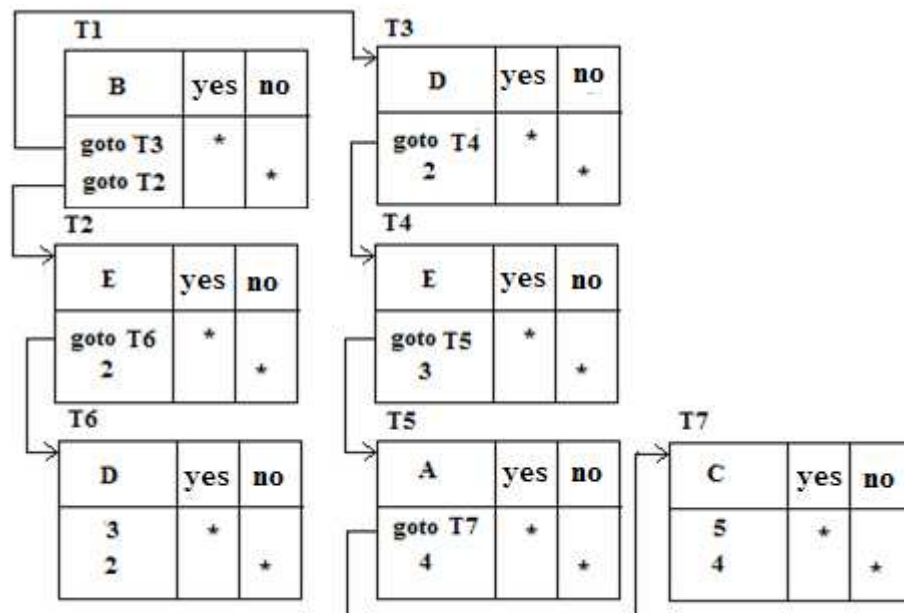 T1
B yes no
goto T3 *
goto T2 *
T3
D yes no
goto T4 *
2 *
T2
E yes no
goto T6 *
2 *
T4
E yes no
goto T5 *
3 *
T6
D yes no
3 *
2 *
T5
A yes no
goto T7 *
4 *
T7
C yes no
5 *
4 *